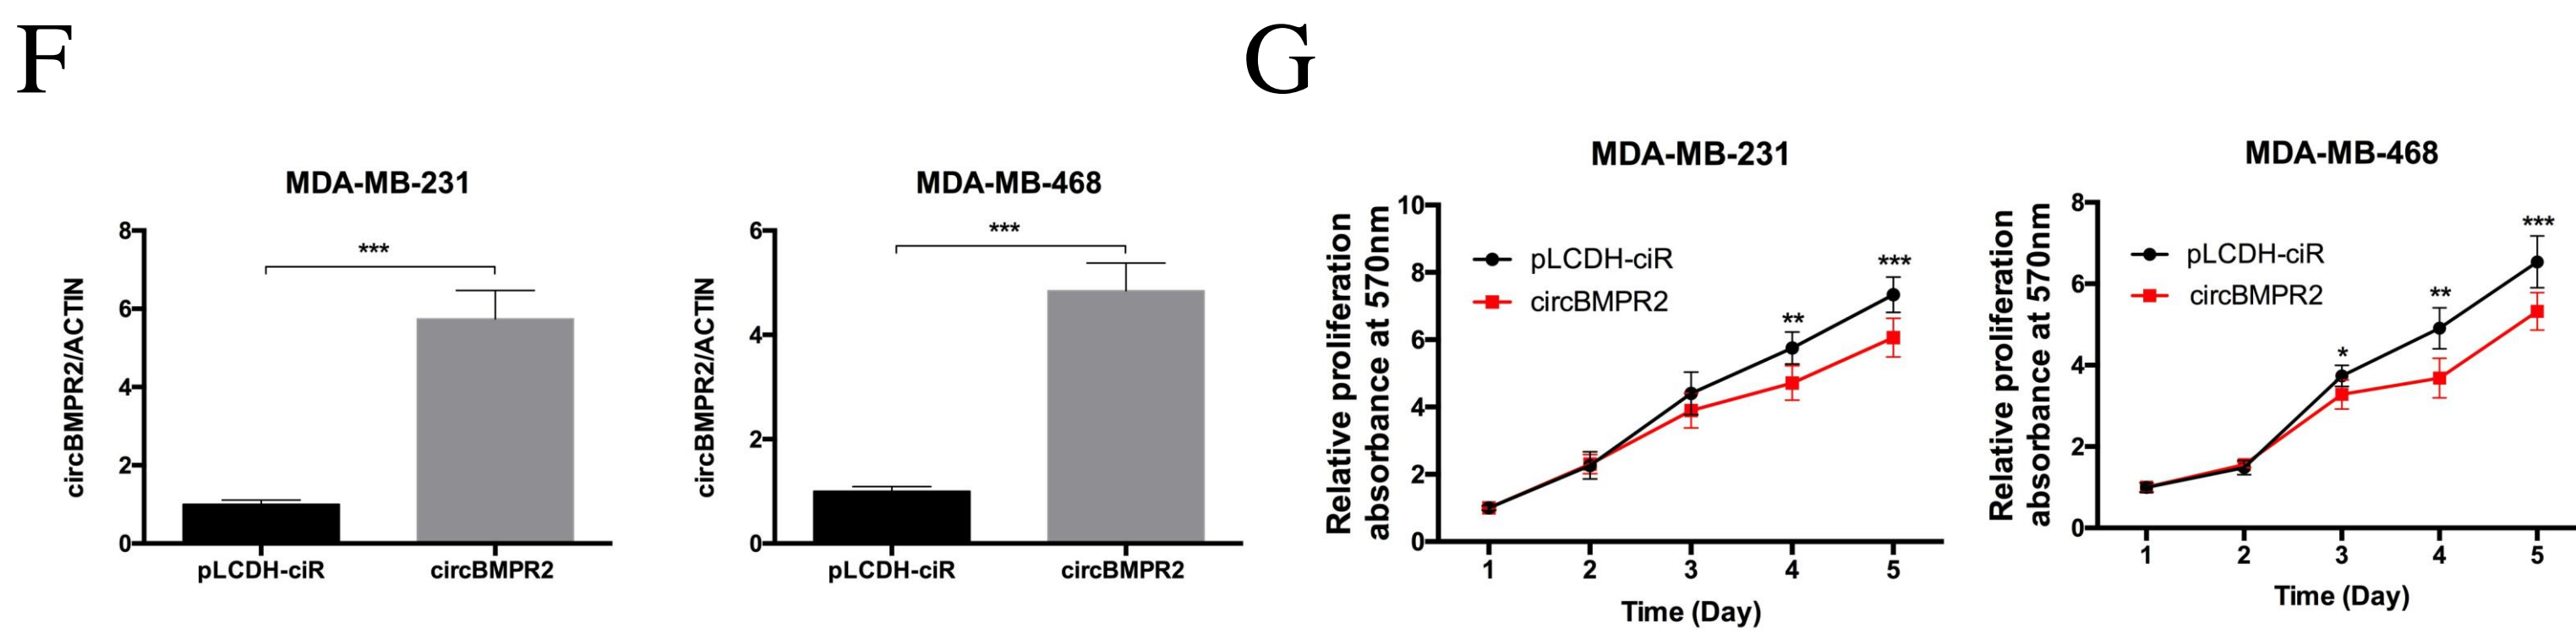 F
MDA-MB-231
circBMPR2/ACTIN
8
6
4
2
0
***
pLCDH-ciR
circBMPR2
MDA-MB-468
circBMPR2/ACTIN
6
4
2
0
***
pLCDH-ciR
circBMPR2
G
MDA-MB-231
Relative proliferation
absorbance at 570nm
10
8
6
4
2
0
pLCDH-ciR
circBMPR2
**
***
1 2 3 4 5
Time (Day)
MDA-MB-468
Relative proliferation
absorbance at 570nm
8
6
4
2
0
pLCDH-ciR
circBMPR2
*
**
***
1 2 3 4 5
Time (Day)